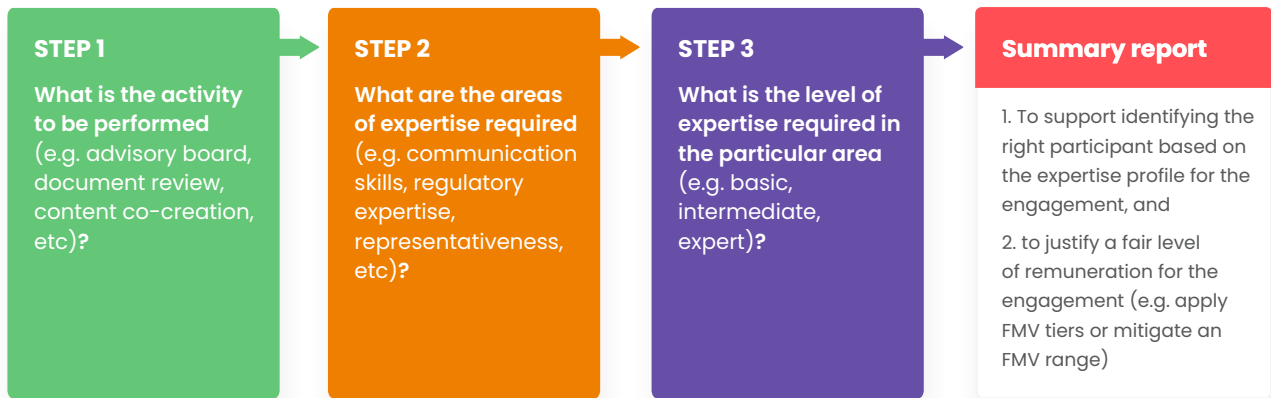 STEP 1
What is the activity
to be performed
(e.g. advisory board,
document review,
content co-creation,
etc)?
STEP 2
What are the areas
of expertise required
(e.g. communication
skills, regulatory
expertise,
representativeness,
etc)?
STEP 3
What is the level of
expertise required in
the particular area
(e.g. basic,
intermediate,
expert)?
Summary report
1. To support identifying the
right participant based on
the expertise profile for the
engagement, and
2. to justify a fair level
of remuneration for the
engagement (e.g. apply
FMV tiers or mitigate an
FMV range)